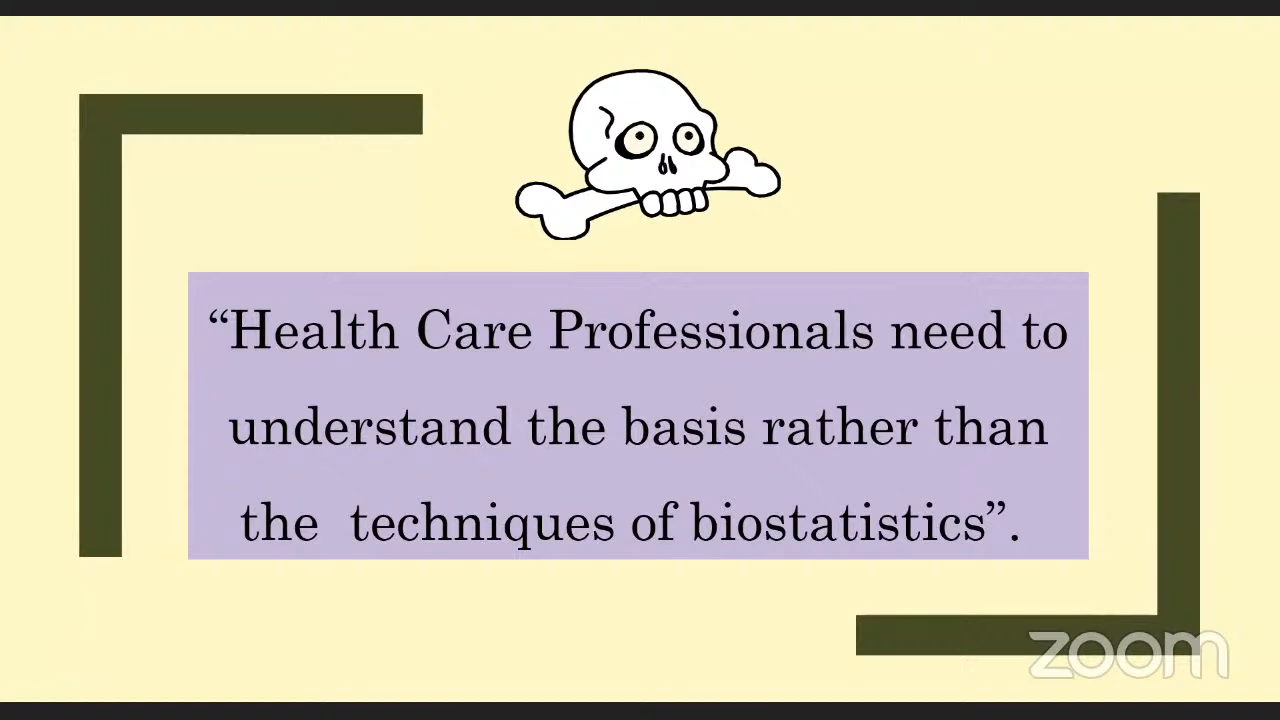 “Health Care Professionals need to
understand the basis rather than
the  techniques of biostatistics”.
zoom